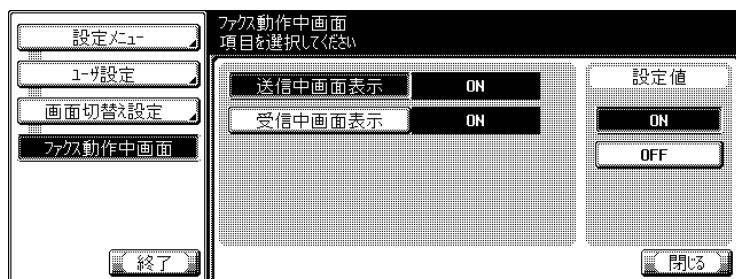 設定ﾒﾆｭｰ
ﾕｰｻﾞ設定
画面切替え設定
ﾌｧｸｽ動作中画面
終了
ﾌｧｸｽ動作中画面
項目を選択してください
送信中画面表示 ON
受信中画面表示 ON
設定値
ON
OFF
閉じる